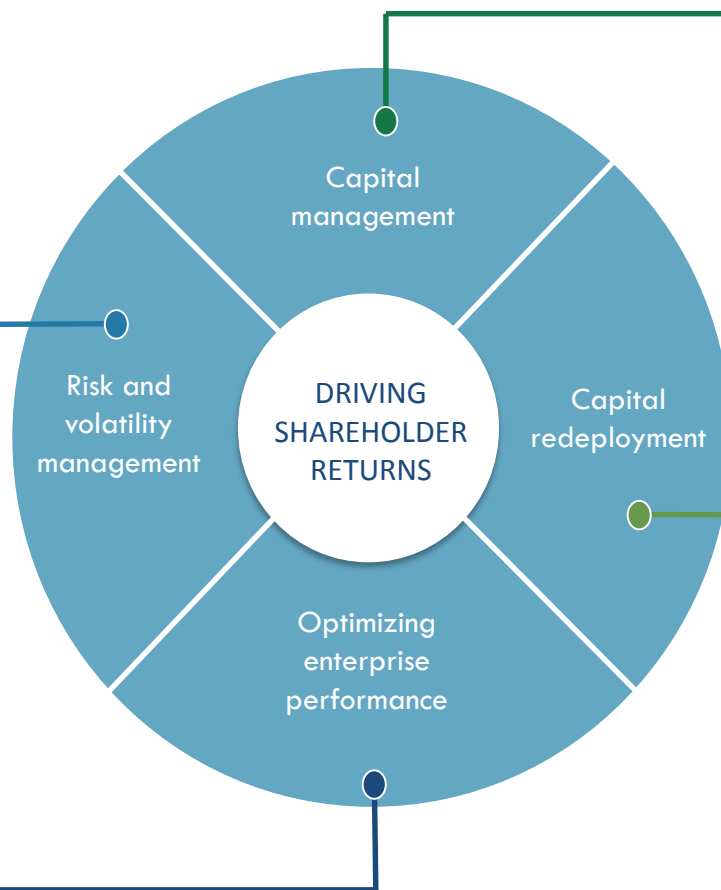 Capital
management
Risk and
volatility
management
DRIVING
SHAREHOLDER
RETURNS
Capital
redeployment
Optimizing
enterprise
performance